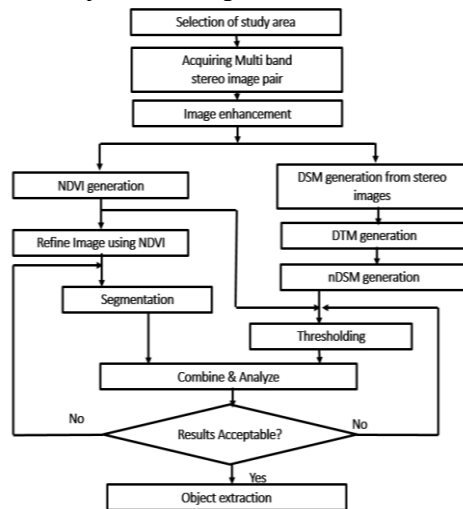 Selection of study area
Acquiring Multi band
stereo image pair
Image enhancement
NDVI generation
DSM generation from stereo
images
Refine Image using NDVI
DTM generation
nDSM generation
Segmentation
Thresholding
Combine & Analyze
No
No
Results Acceptable?
Yes
Object extraction